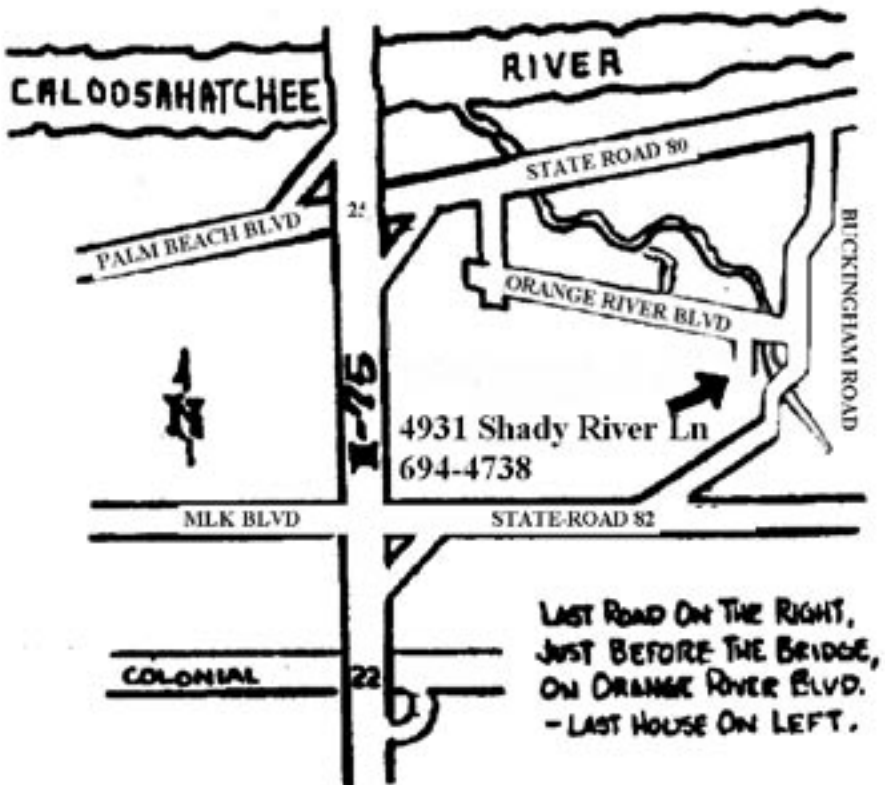 CALOOSAHATCHEE RIVER
STATE ROAD 80
PALM BEACH BLVD
BUCKINGHAM ROAD
ORANGE RIVER BLVD
I-75
N
4931 Shady River Ln
694-4738
MLK BLVD
STATE ROAD 82
COLONIAL
22
LAST ROAD ON THE RIGHT,
JUST BEFORE THE BRIDGE,
ON ORANGE RIVER BLVD.
- LAST HOUSE ON LEFT.